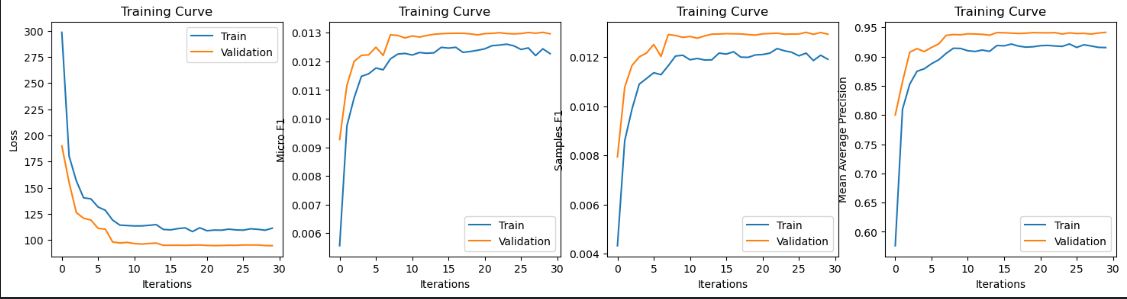 Training Curve
Loss
300
275
250
225
200
175
150
125
100
0 5 10 15 20 25 30
Iterations
Train
Validation
Training Curve
Micro F1
0.013
0.012
0.011
0.010
0.009
0.008
0.007
0.006
0 5 10 15 20 25 30
Iterations
Train
Validation
Training Curve
Samples F1
0.012
0.010
0.008
0.006
0.004
0 5 10 15 20 25 30
Iterations
Train
Validation
Training Curve
Mean Average Precision
0.95
0.90
0.85
0.80
0.75
0.70
0.65
0.60
0 5 10 15 20 25 30
Iterations
Train
Validation